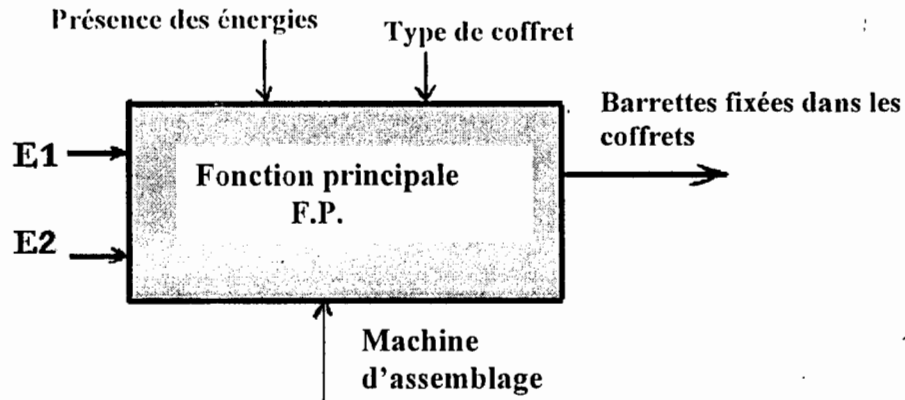 Présence des énergies
Type de coffret
Barrettes fixées dans les
coffrets
E1
Fonction principale
F.P.
E2
Machine
d'assemblage